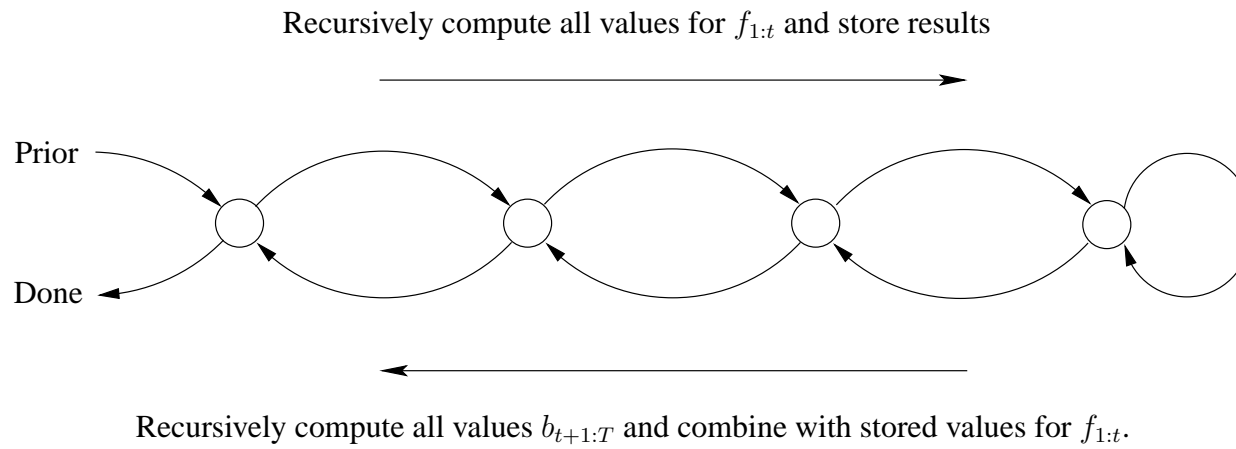 Recursively compute all values for $f_{1:t}$ and store results
Prior
Done
Recursively compute all values $b_{t+1:T}$ and combine with stored values for $f_{1:t}$.